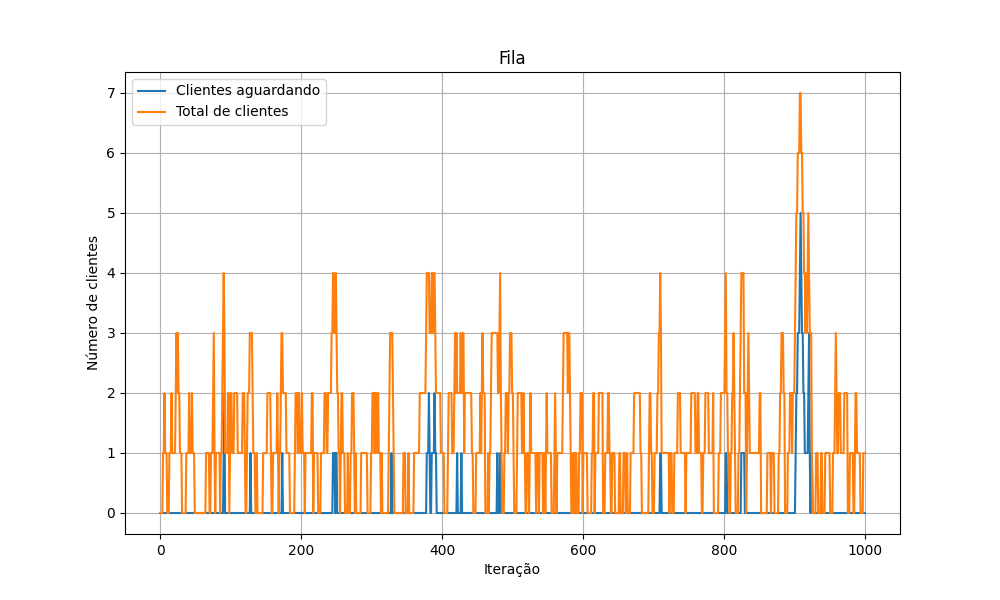 Fila
Clientes aguardando
Total de clientes
7
6
5
4
3
2
1
0
Número de clientes
0 200 400 600 800 1000
Iteração